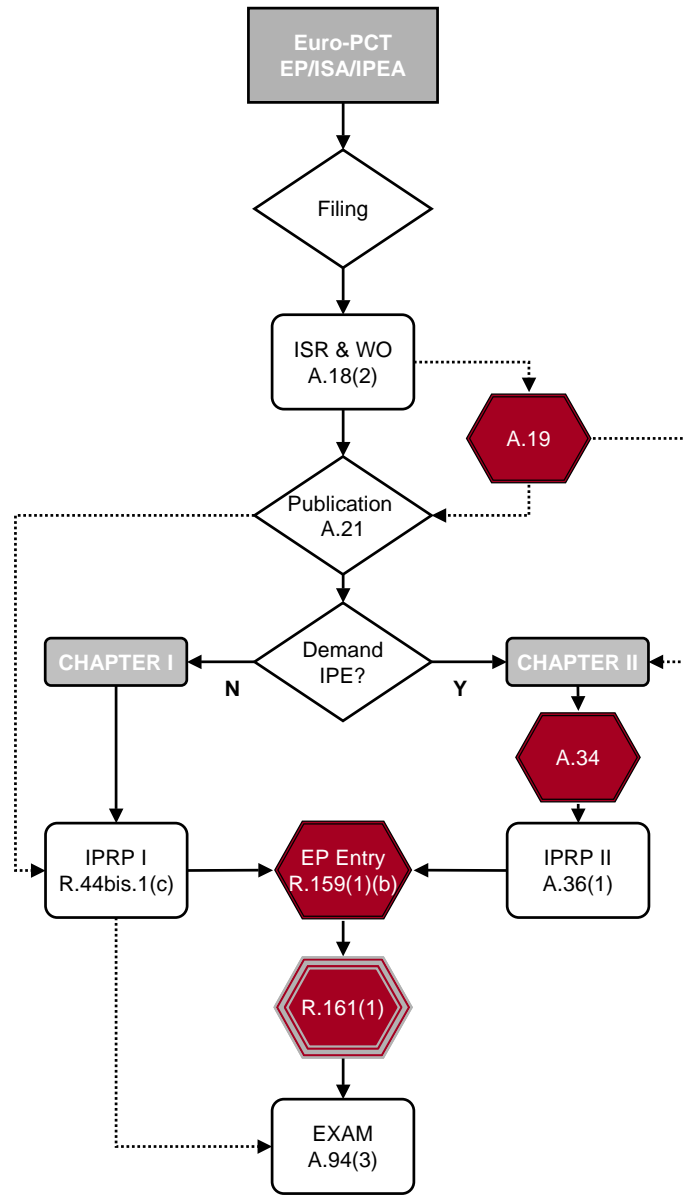 Euro-PCT
EP/ISA/IPEA
Filing
ISR & WO
A.18(2)
A.19
Publication
A.21
Demand
IPE?
CHAPTER I
N
Y
CHAPTER II
A.34
IPRP I
R.44bis.1(c)
EP Entry
R.159(1)(b)
IPRP II
A.36(1)
R.161(1)
EXAM
A.94(3)